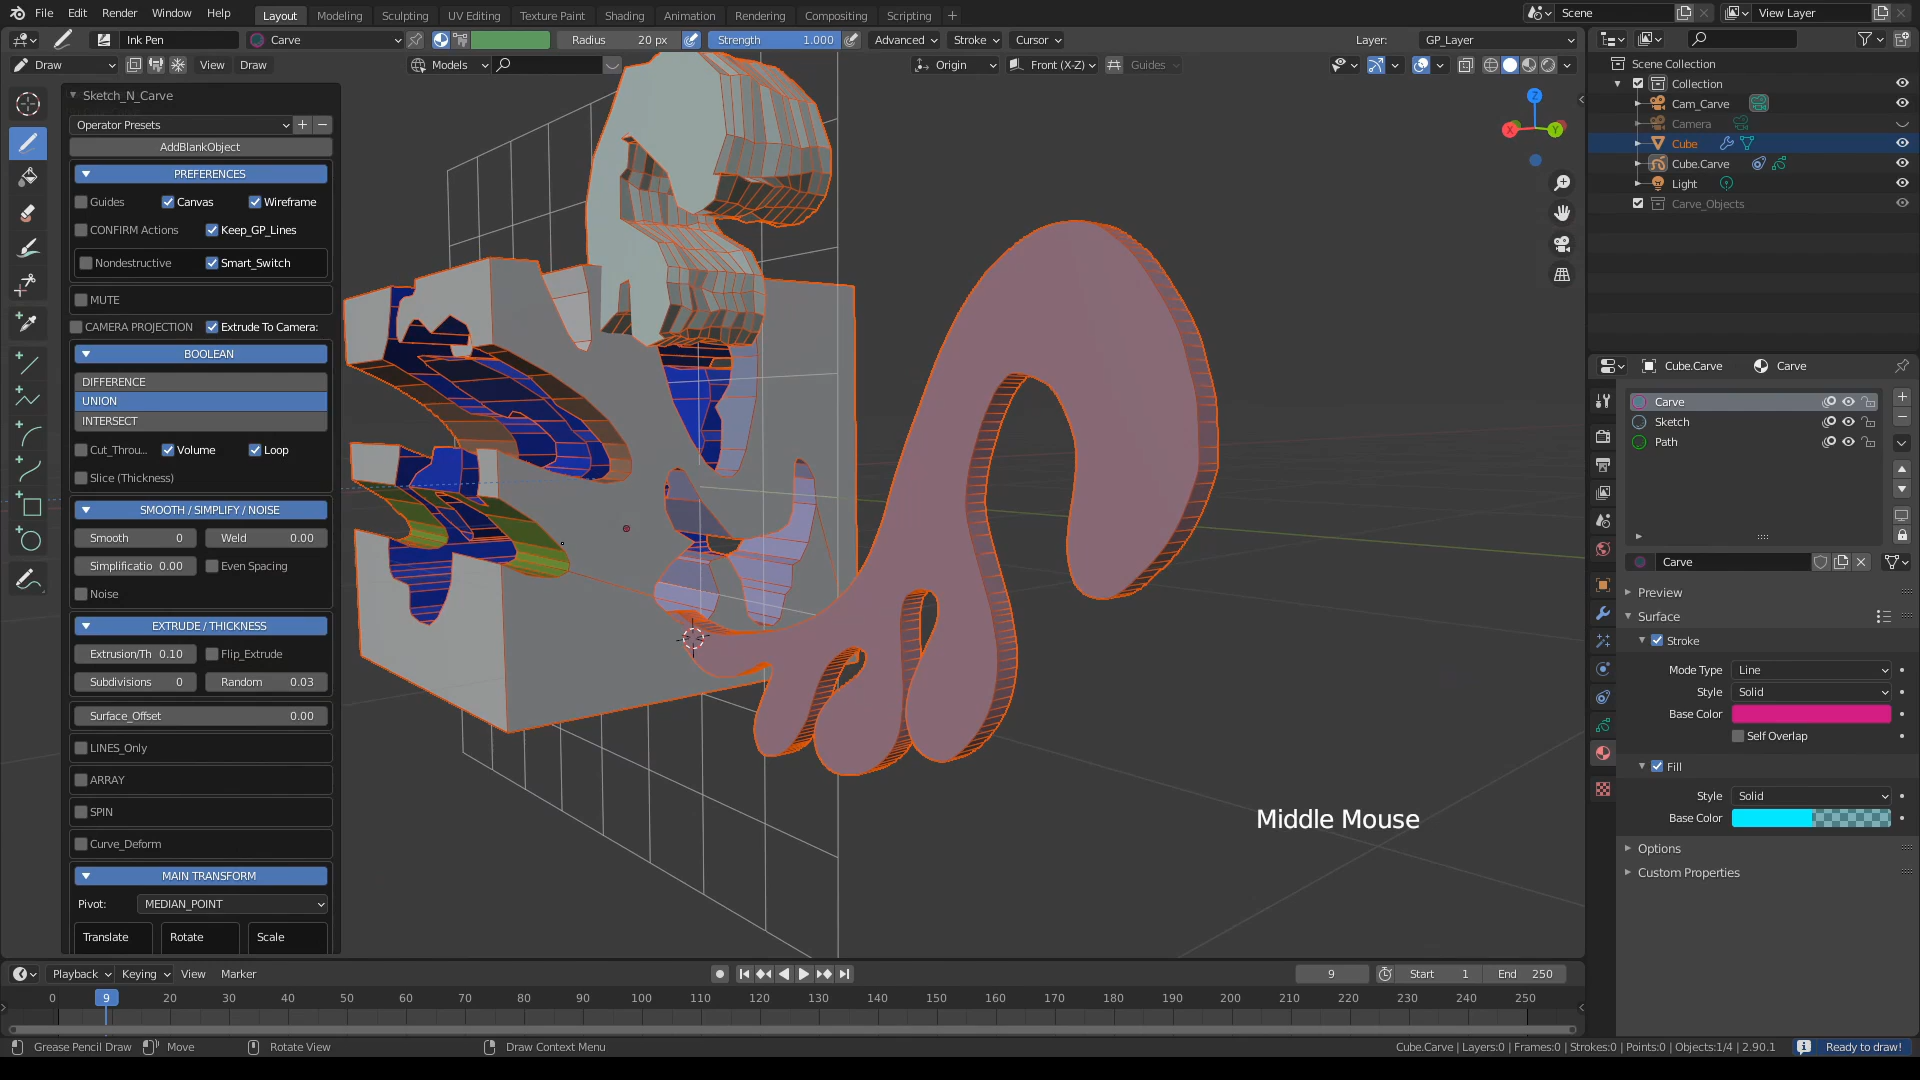 File Edit Render Window Help Layout Modeling Sculpting UV Editing Texture Paint Shading Animation Rendering Compositing Scripting + Scene View Layer
Ink Pen Carve Radius 20 px Strength 1.000 Advanced Stroke Cursor Layer: GP_Layer
Draw View Draw Models Origin Front (X-Z) Guides
Sketch_N_Carve
Operator Presets
AddBlankObject
PREFERENCES
Guides Canvas Wireframe
CONFIRM Actions Keep_GP_Lines
Nondestructive Smart_Switch
MUTE
CAMERA PROJECTION Extrude To Camera:
BOOLEAN
DIFFERENCE
UNION
INTERSECT
Cut_Throu... Volume Loop
Slice (Thickness)
SMOOTH / SIMPLIFY / NOISE
Smooth 0 Weld 0.00
Simplificatio 0.00 Even Spacing
Noise
EXTRUDE / THICKNESS
Extrusion/Th 0.10 Flip_Extrude
Subdivisions 0 Random 0.03
Surface_Offset 0.00
LINES_Only
ARRAY
SPIN
Curve_Deform
MAIN TRANSFORM
Pivot: MEDIAN_POINT
Translate Rotate Scale
X Y Z
Middle Mouse
Scene Collection
Collection
Cam_Carve
Camera
Cube
Cube.Carve
Light
Carve_Objects
Cube.Carve Carve
Carve
Sketch
Path
Carve
Preview
Surface
Stroke
Mode Type Line
Style Solid
Base Color
Self Overlap
Fill
Style Solid
Base Color
Options
Custom Properties
Playback Keying View Marker 9 Start 1 End 250
0 9 20 30 40 50 60 70 80 90 100 110 120 130 140 150 160 170 180 190 200 210 220 230 240 250
Grease Pencil Draw Move Rotate View Draw Context Menu Cube.Carve | Layers:0 | Frames:0 | Strokes:0 | Points:0 | Objects:1/4 | 2.90.1 Ready to draw!